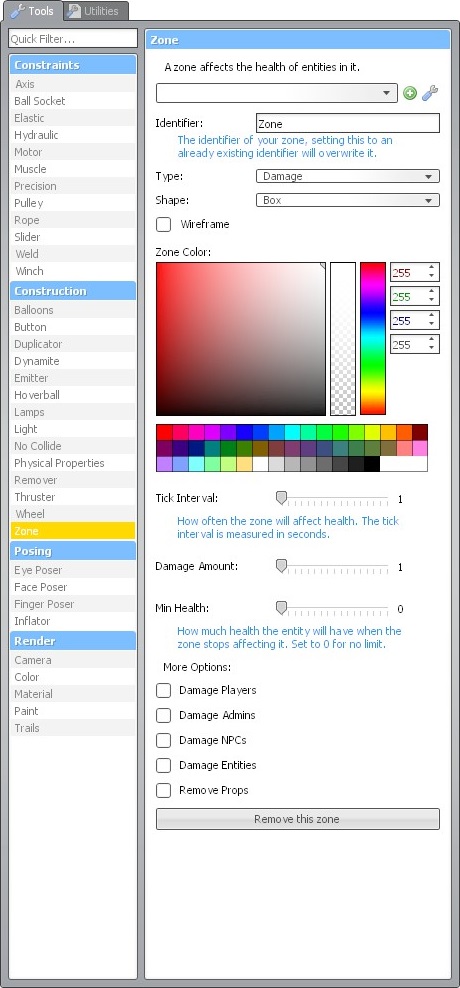 Tools
Utilities
Quick Filter...
Constraints
Axis
Ball Socket
Elastic
Hydraulic
Motor
Muscle
Precision
Pulley
Rope
Slider
Weld
Winch
Construction
Balloons
Button
Duplicator
Dynamite
Emitter
Hoverball
Lamps
Light
No Collide
Physical Properties
Remover
Thruster
Wheel
Zone
Posing
Eye Poser
Face Poser
Finger Poser
Inflator
Render
Camera
Color
Material
Paint
Trails
Zone
A zone affects the health of entities in it.
Identifier:
Zone
The identifier of your zone, setting this to an
already existing identifier will overwrite it.
Type:
Damage
Shape:
Box
Wireframe
Zone Color:
255
255
255
255
Tick Interval:
1
How often the zone will affect health. The tick
interval is measured in seconds.
Damage Amount:
1
Min Health:
0
How much health the entity will have when the
zone stops affecting it. Set to 0 for no limit.
More Options:
Damage Players
Damage Admins
Damage NPCs
Damage Entities
Remove Props
Remove this zone